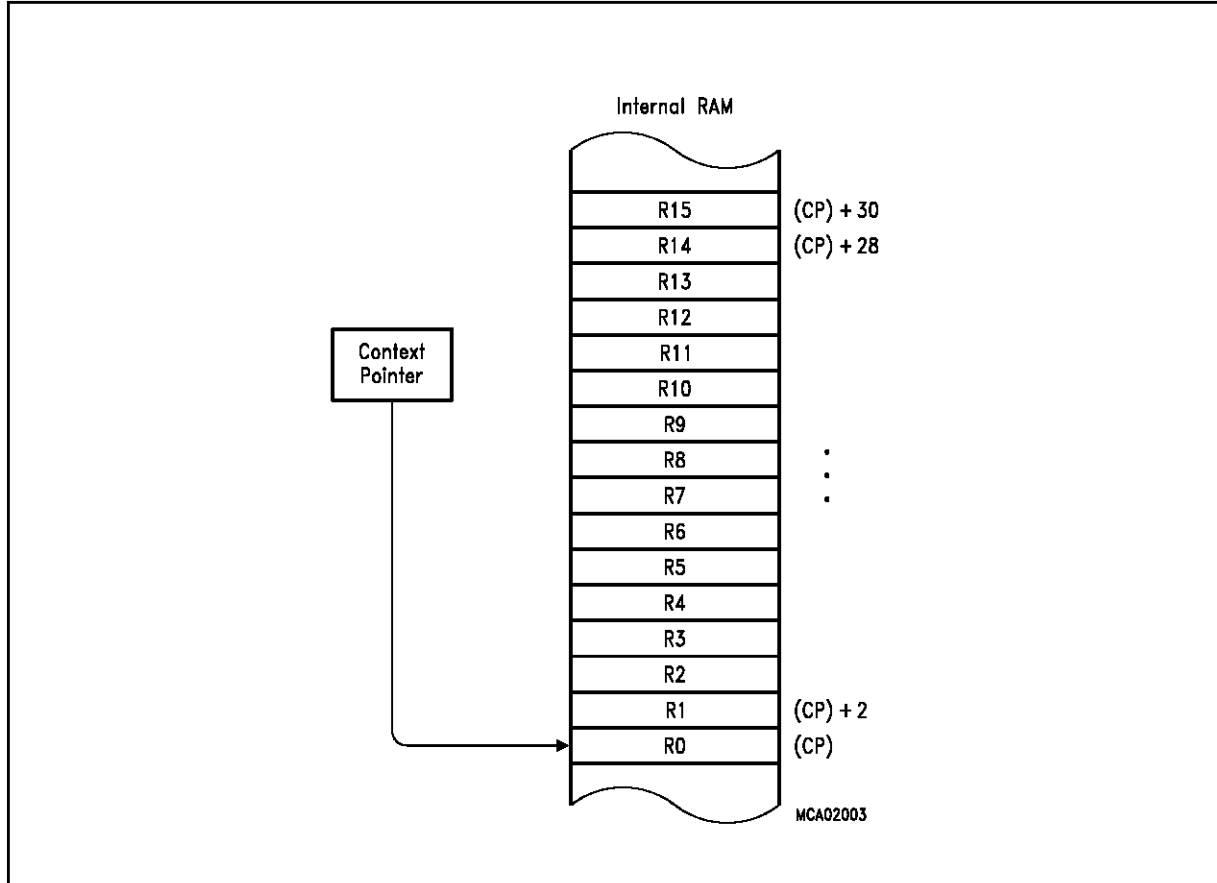 Internal RAM
R15 (CP) + 30
R14 (CP) + 28
R13
R12
Context
Pointer
R11
R10
R9
R8
R7
R6
R5
R4
R3
R2
R1 (CP) + 2
R0 (CP)
MCA02003